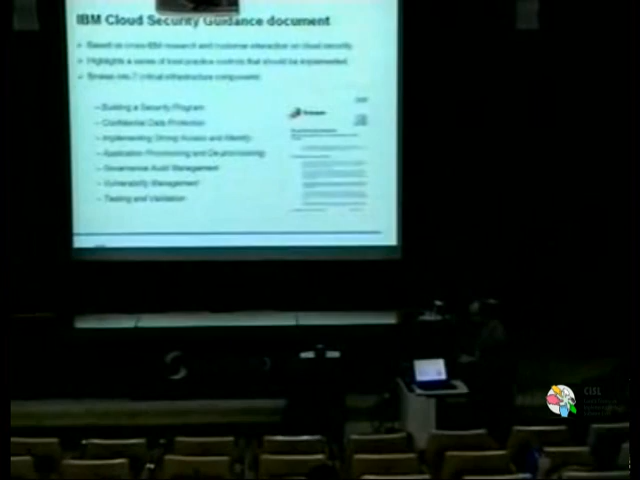 IBM Cloud Security Guidance document
Based on cross-IBM research and customer interaction on cloud security
Highlights a series of best practice controls that should be implemented
Broken into 7 critical infrastructure components:
– Building a Security Program
– Confidential Data Protection
– Implementing Strong Access and Identity
– Application Provisioning and De-provisioning
– Governance Audit Management
– Vulnerability Management
– Testing and Validation
CISL